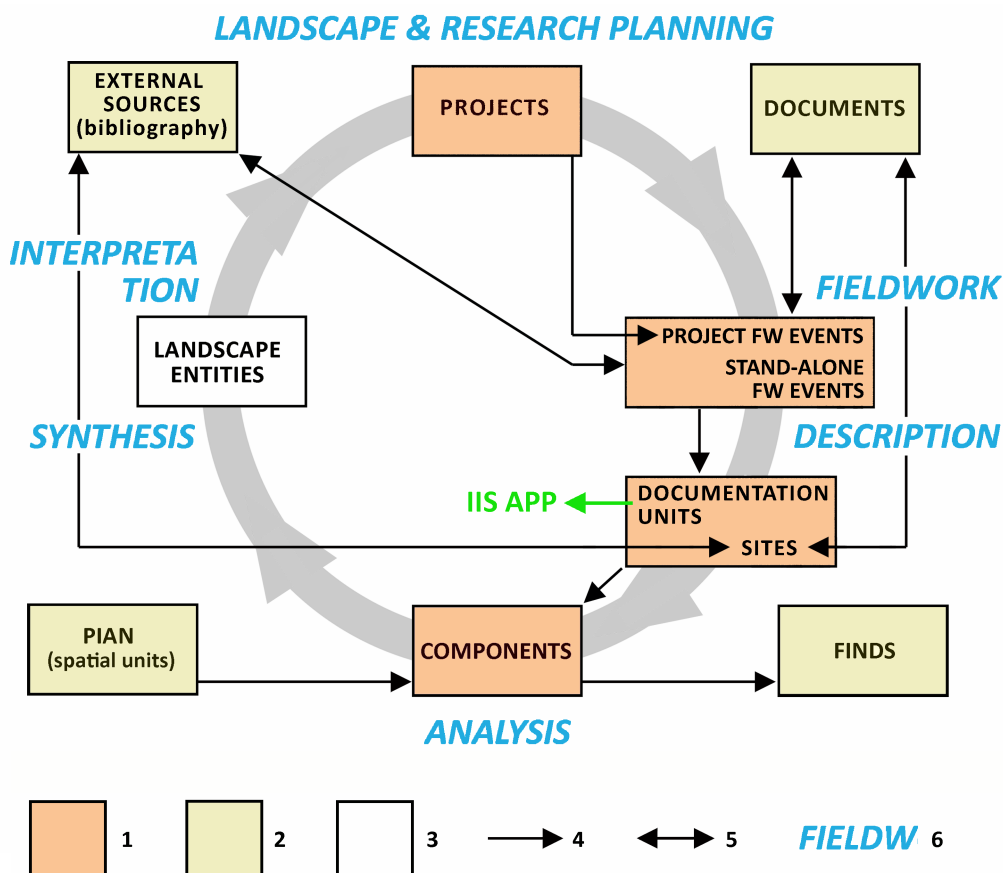 LANDSCAPE & RESEARCH PLANNING
EXTERNAL
SOURCES
(bibliography)
PROJECTS
DOCUMENTS
INTERPRETA
TION
FIELDWORK
LANDSCAPE
ENTITIES
PROJECT FW EVENTS
STAND-ALONE
FW EVENTS
SYNTHESIS
DESCRIPTION
IIS APP
DOCUMENTATION
UNITS
SITES
PIAN
(spatial units)
COMPONENTS
FINDS
ANALYSIS
1
2
3
4
5
FIELDW 6